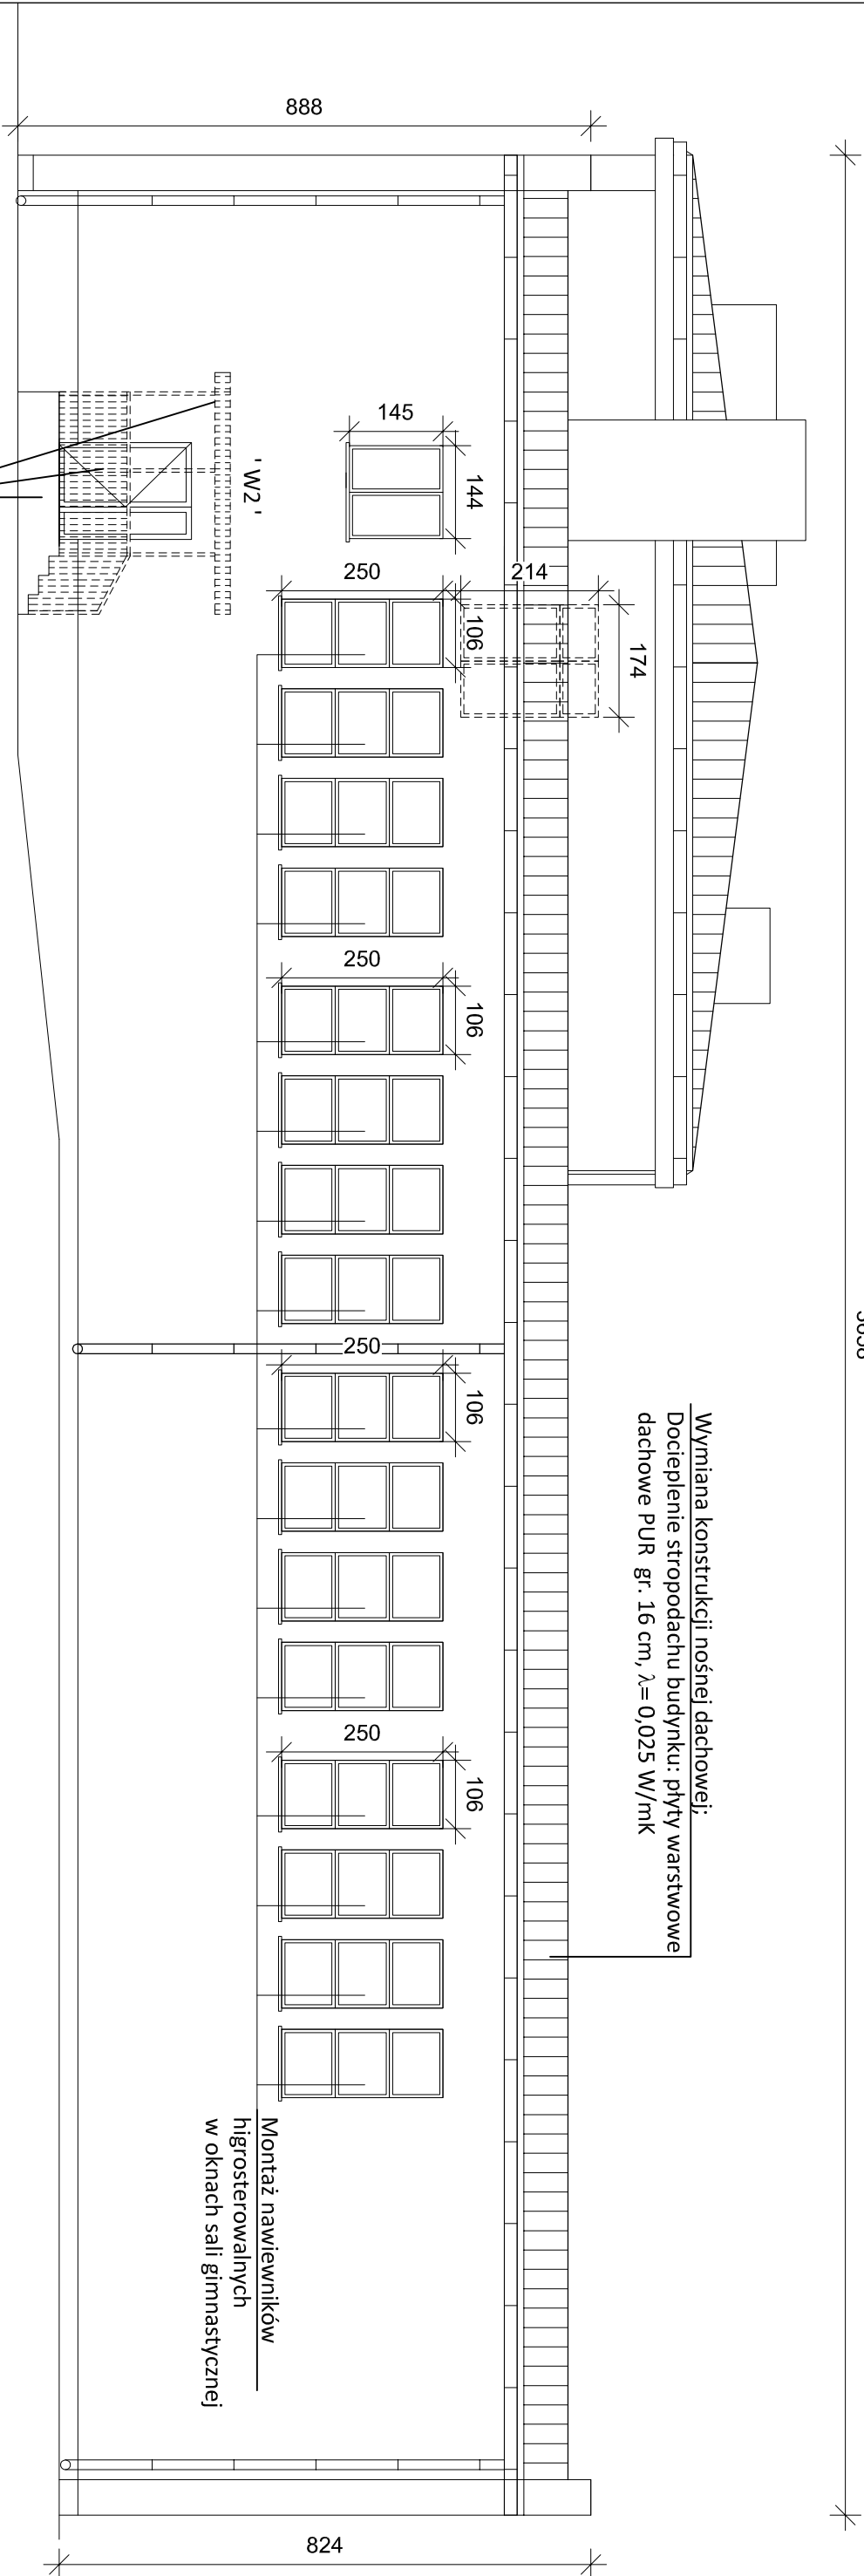 888
145
144
' W2 '
250
106
214
174
250
106
250
106
250
106
Wymiana konstrukcji nośnej dachowej;
Docieplenie stropodachu budynku: płyty warstwowe
dachowe PUR gr. 16 cm, λ= 0,025 W/mK
Montaż nawiewników
higrosterowalnych
w oknach sali gimnastycznej
824